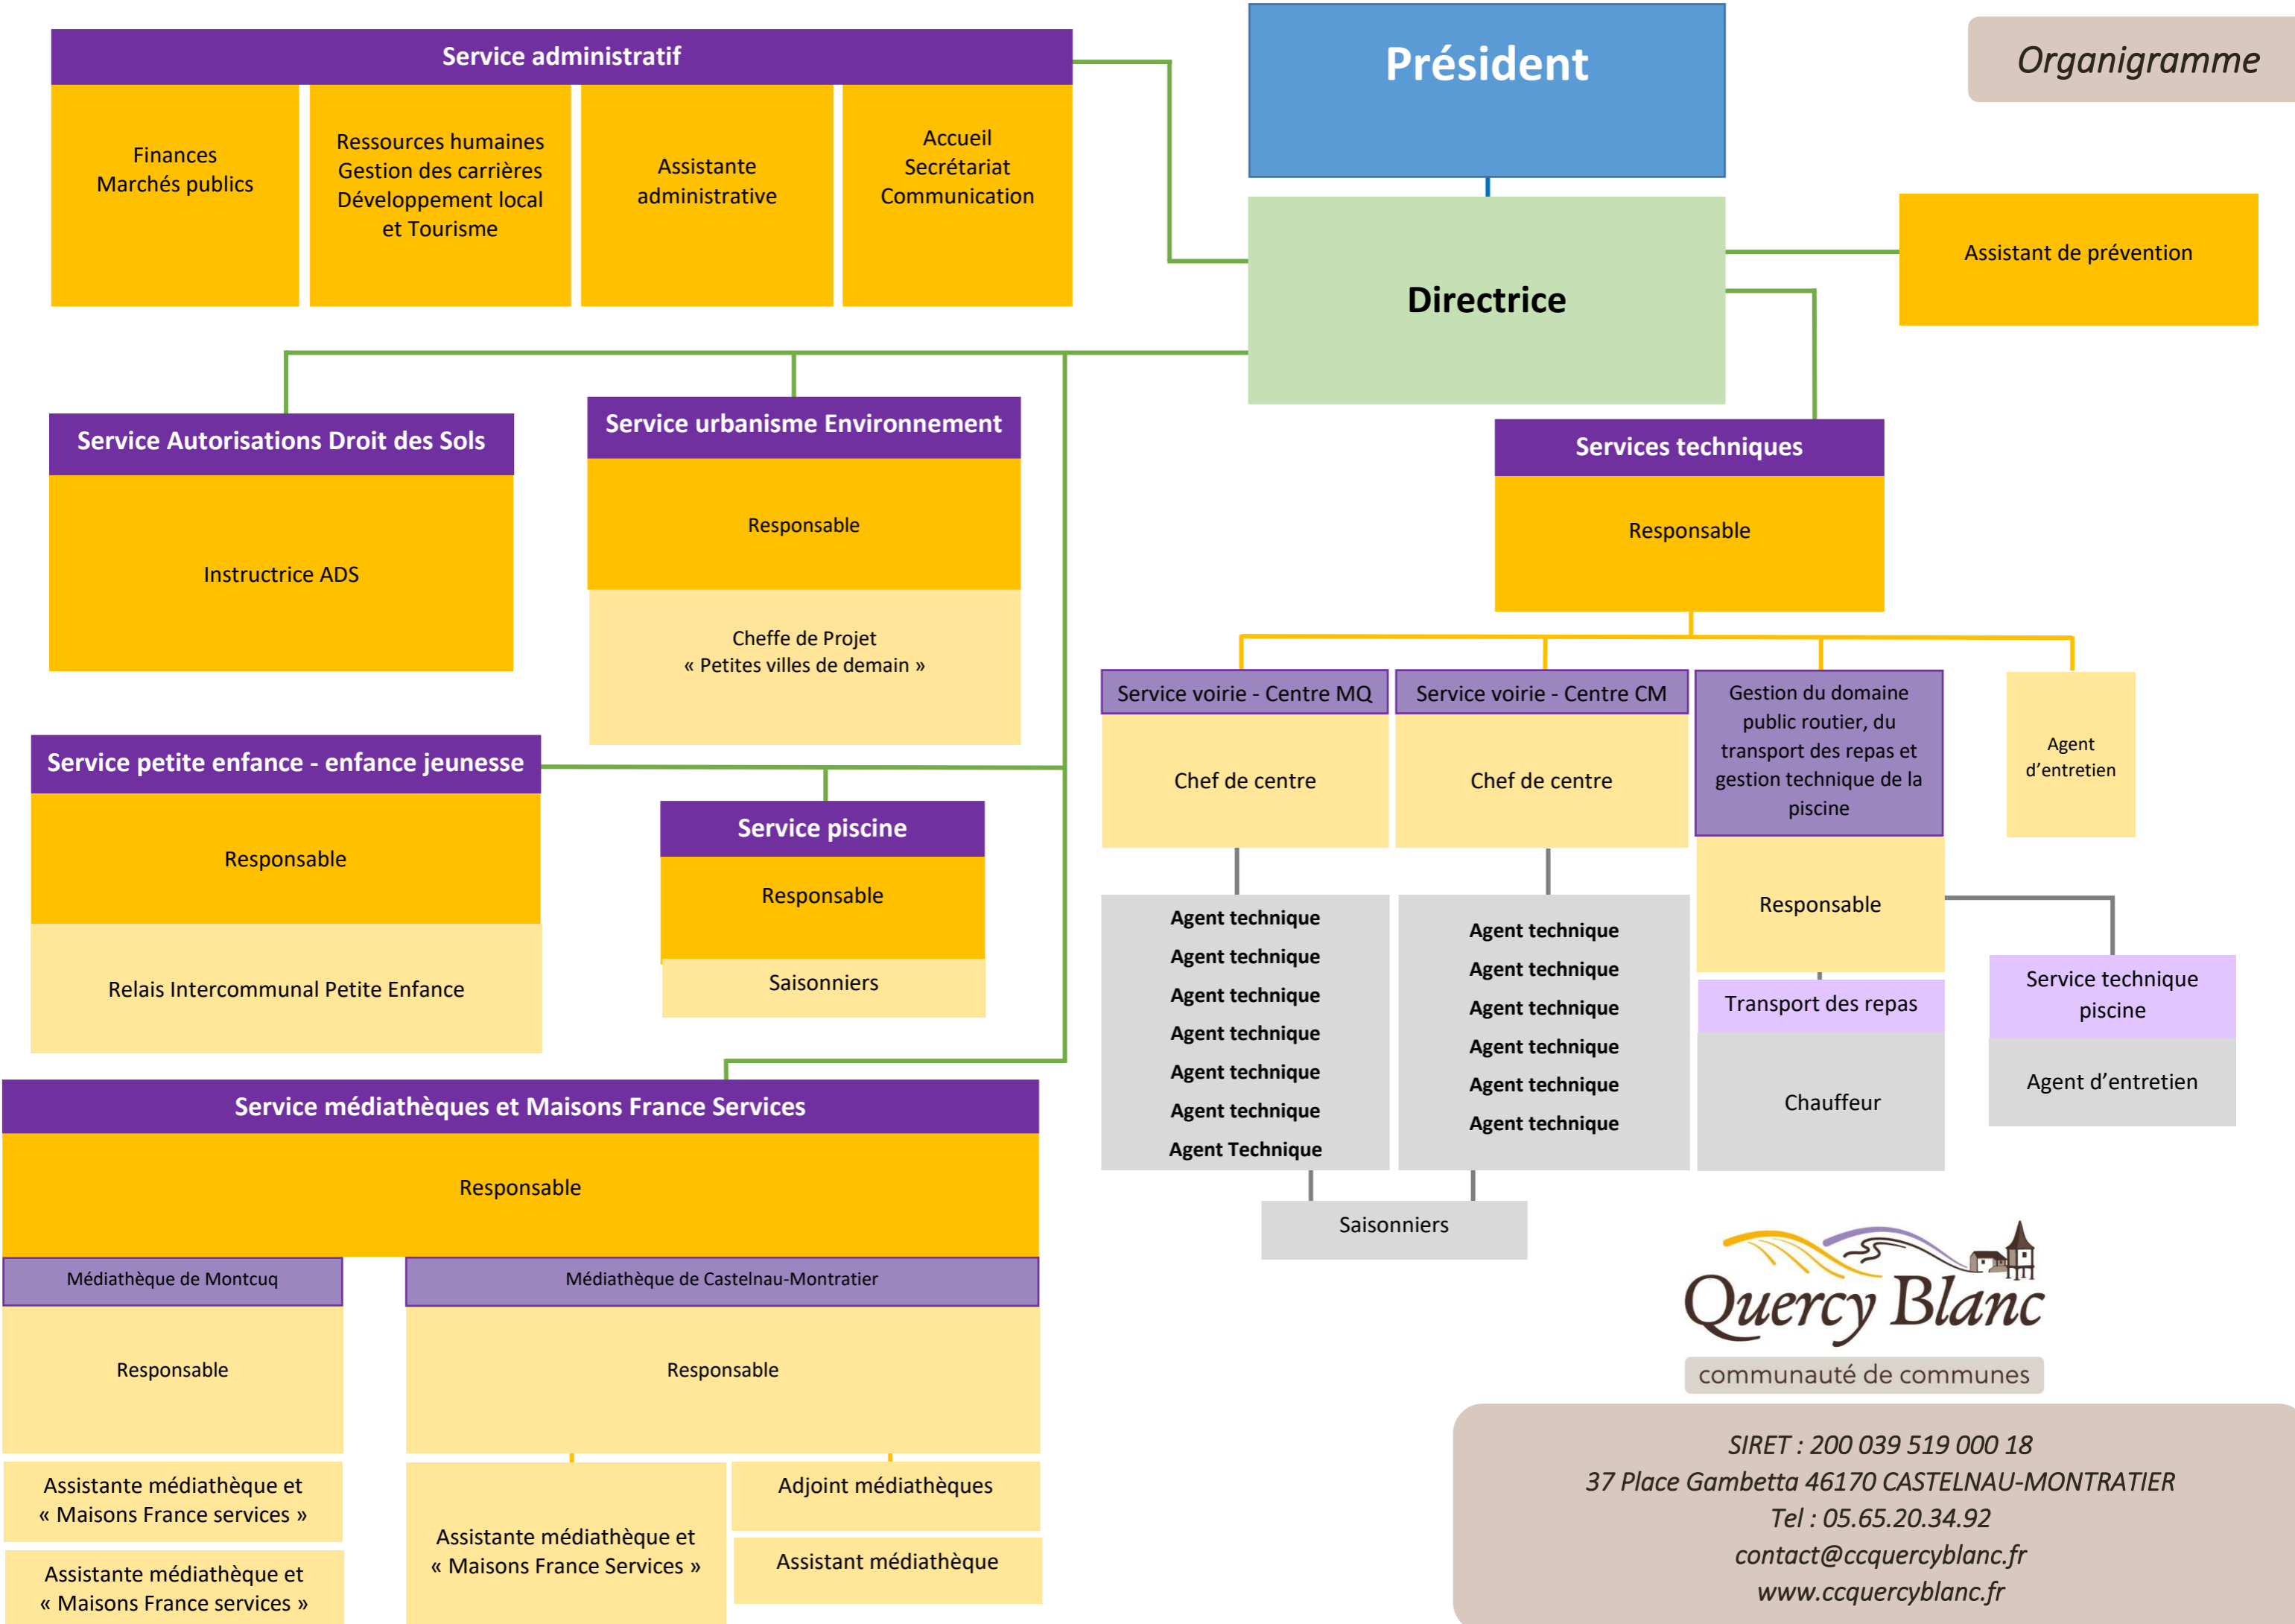 Organigramme
Président
Directrice
Assistant de prévention
Service administratif
Finances
Marchés publics
Ressources humaines
Gestion des carrières
Développement local
et Tourisme
Assistante
administrative
Accueil
Secrétariat
Communication
Service Autorisations Droit des Sols
Instructrice ADS
Service urbanisme Environnement
Responsable
Cheffe de Projet
« Petites villes de demain »
Service petite enfance - enfance jeunesse
Responsable
Relais Intercommunal Petite Enfance
Service piscine
Responsable
Saisonniers
Service médiathèques et Maisons France Services
Responsable
Médiathèque de Montcuq
Responsable
Assistante médiathèque et
« Maisons France services »
Assistante médiathèque et
« Maisons France services »
Médiathèque de Castelnau-Montratier
Responsable
Assistante médiathèque et
« Maisons France Services »
Adjoint médiathèques
Assistant médiathèque
Services techniques
Responsable
Service voirie - Centre MQ
Chef de centre
Agent technique
Agent technique
Agent technique
Agent technique
Agent technique
Agent technique
Agent Technique
Service voirie - Centre CM
Chef de centre
Agent technique
Agent technique
Agent technique
Agent technique
Agent technique
Agent technique
Saisonniers
Gestion du domaine
public routier, du
transport des repas et
gestion technique de la
piscine
Responsable
Transport des repas
Chauffeur
Service technique
piscine
Agent d’entretien
Agent
d’entretien
Quercy Blanc
communauté de communes
SIRET : 200 039 519 000 18
37 Place Gambetta 46170 CASTELNAU-MONTRATIER
Tel : 05.65.20.34.92
contact@ccquercyblanc.fr
www.ccquercyblanc.fr